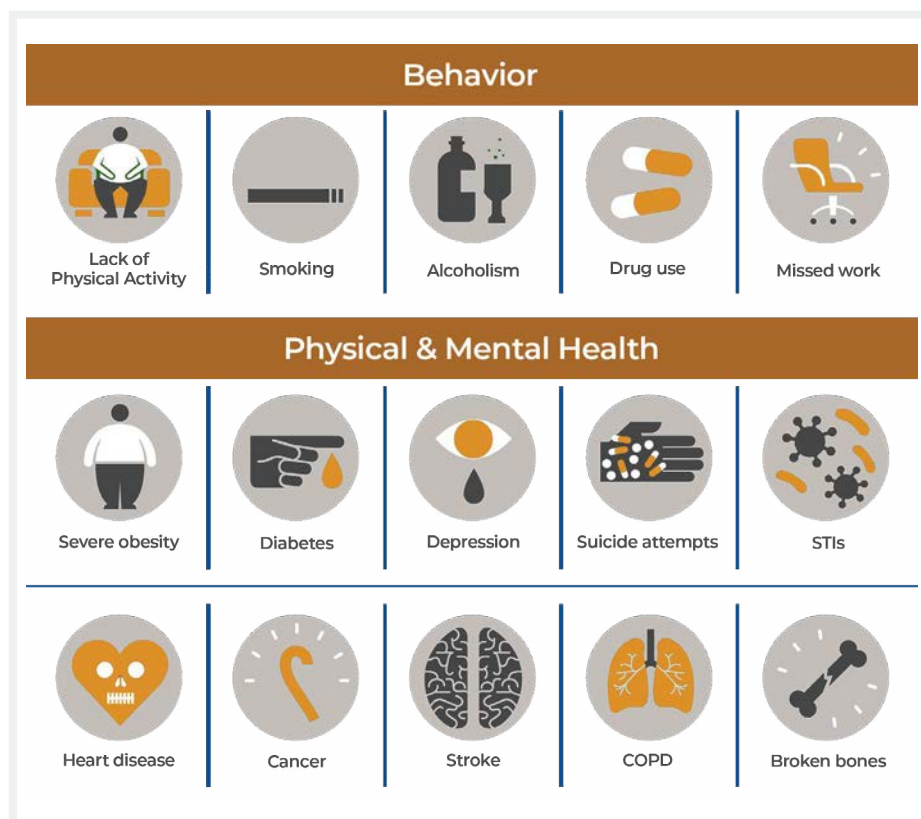 Behavior
Lack of
Physical Activity
Smoking
Alcoholism
Drug use
Missed work
Physical & Mental Health
Severe obesity
Diabetes
Depression
Suicide attempts
STIs
Heart disease
Cancer
Stroke
COPD
Broken bones